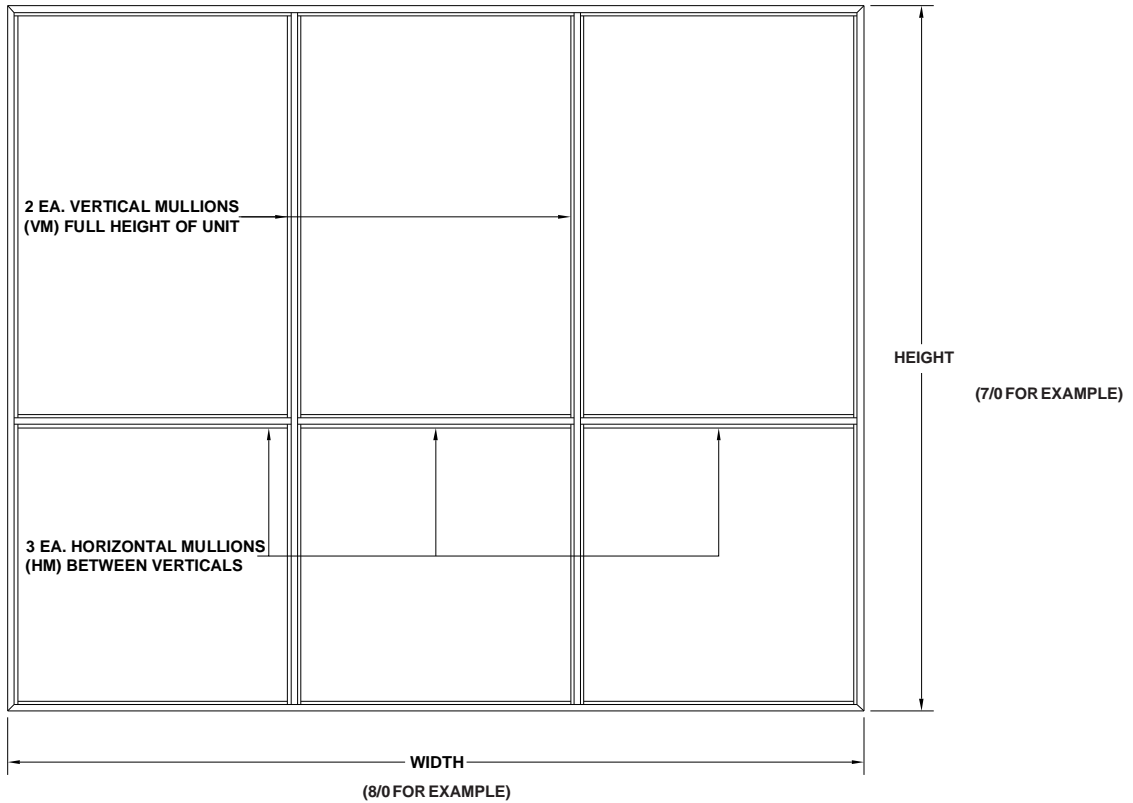 2 EA. VERTICAL MULLIONS
(VM) FULL HEIGHT OF UNIT
HEIGHT
(7/0 FOR EXAMPLE)
3 EA. HORIZONTAL MULLIONS
(HM) BETWEEN VERTICALS
WIDTH
(8/0 FOR EXAMPLE)